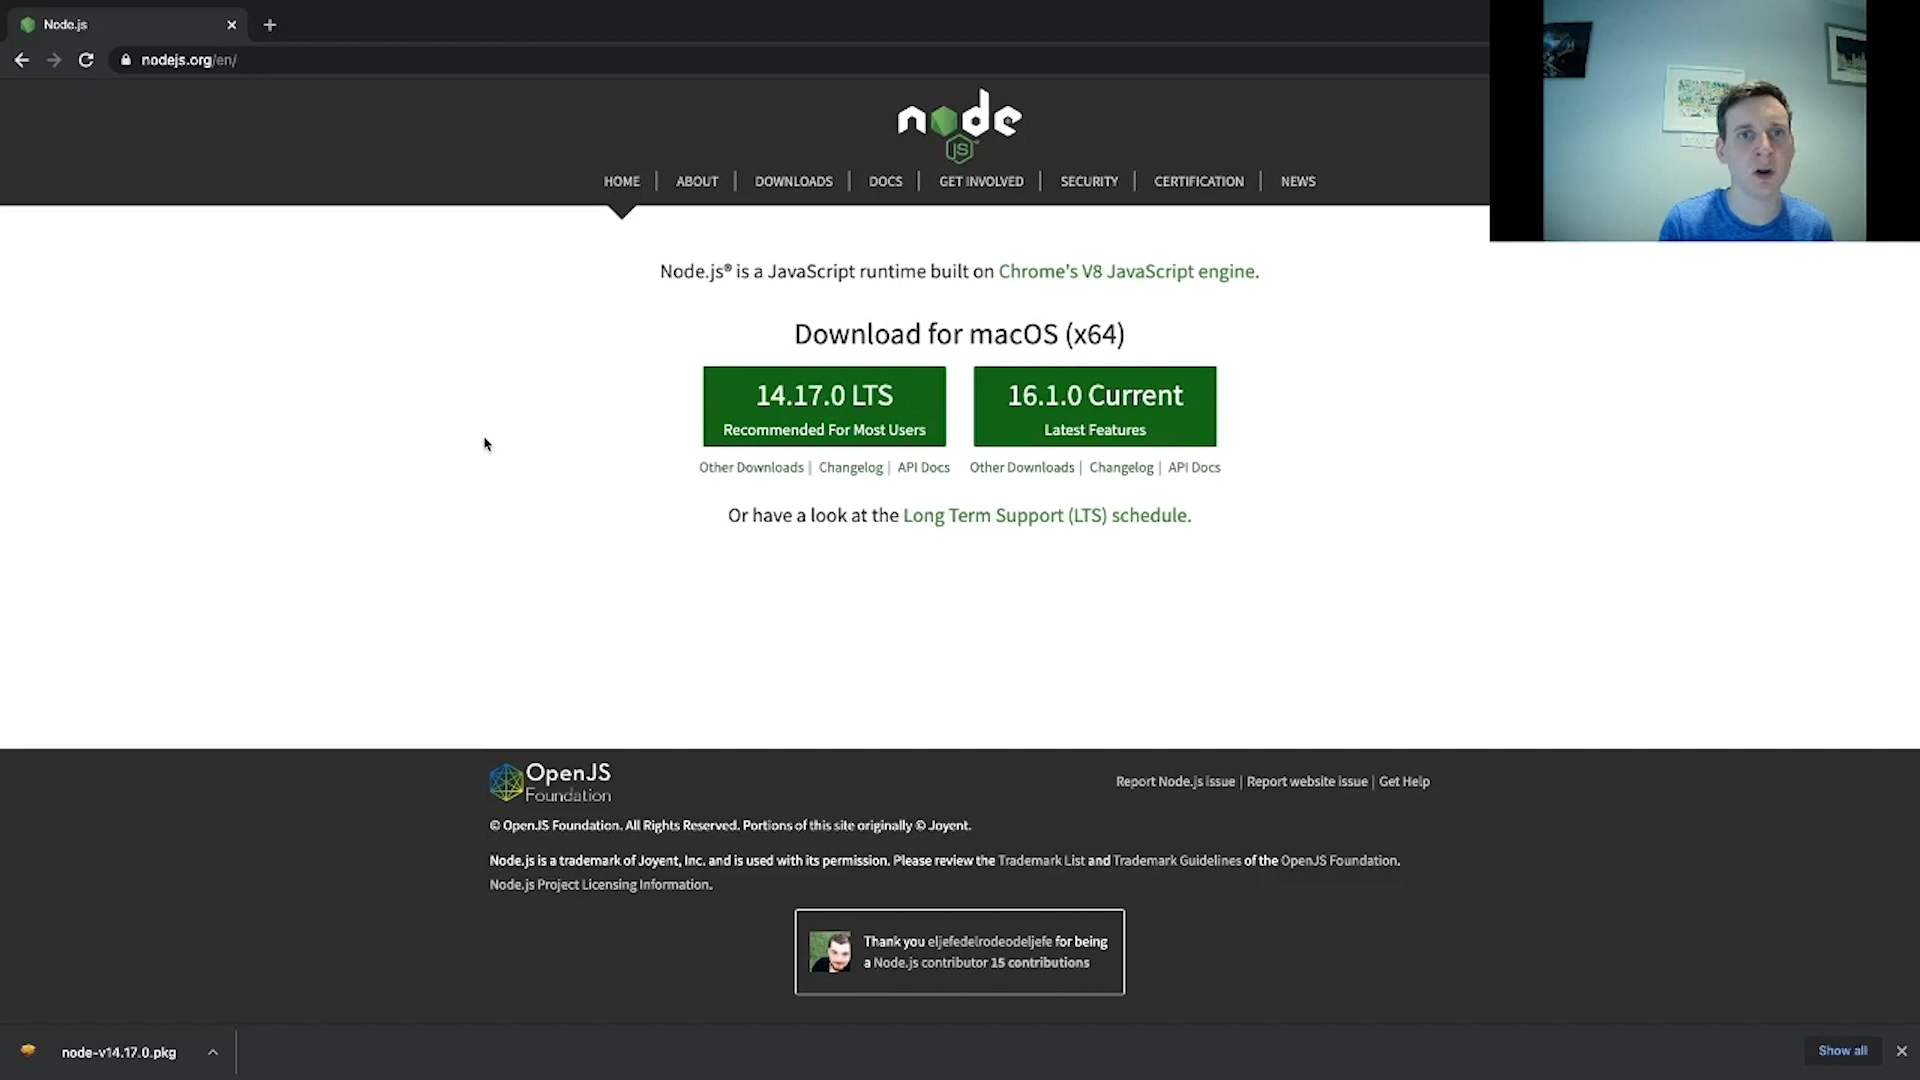 Node.js
nodejs.org/en/
node
JS
HOME
ABOUT
DOWNLOADS
DOCS
GET INVOLVED
SECURITY
CERTIFICATION
NEWS
Node.js® is a JavaScript runtime built on Chrome's V8 JavaScript engine.
Download for macOS (x64)
14.17.0 LTS
Recommended For Most Users
16.1.0 Current
Latest Features
Other Downloads | Changelog | API Docs
Other Downloads | Changelog | API Docs
Or have a look at the Long Term Support (LTS) schedule.
OpenJS
Foundation
Report Node.js issue | Report website issue | Get Help
© OpenJS Foundation. All Rights Reserved. Portions of this site originally © Joyent.
Node.js is a trademark of Joyent, Inc. and is used with its permission. Please review the Trademark List and Trademark Guidelines of the OpenJS Foundation.
Node.js Project Licensing Information.
Thank you eljefedelrodeodeljefe for being
a Node.js contributor 15 contributions
node-v14.17.0.pkg
Show all